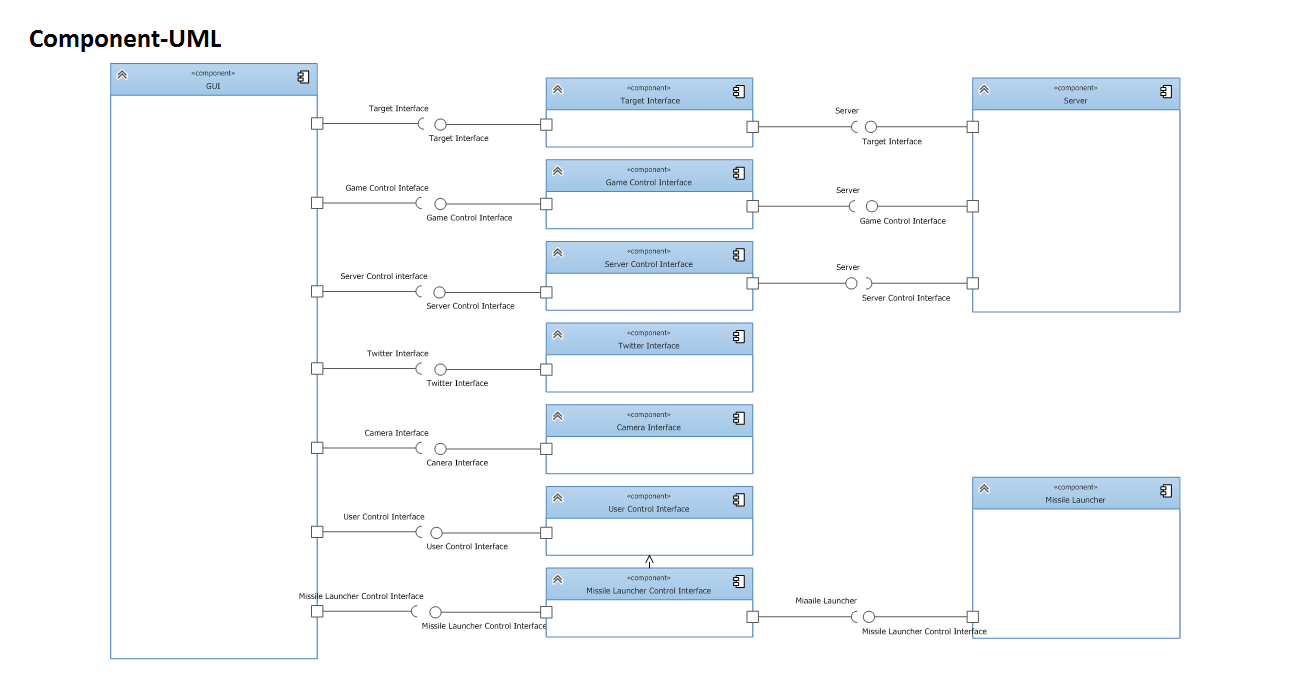 Component-UML
«component»
GUI
«component»
Target Interface
«component»
Server
Target Interface
Target Interface
Server
Target Interface
«component»
Game Control Interface
Game Control Inteface
Game Control Interface
Server
Game Control Interface
«component»
Server Control Interface
Server Control interface
Server Control Interface
Server
Server Control Interface
«component»
Twitter Interface
Twitter Interface
Twitter Interface
«component»
Camera Interface
Camera Interface
Canera Interface
«component»
User Control Interface
User Control Interface
User Control Interface
«component»
Missile Launcher
«component»
Missile Launcher Control Interface
Missile Launcher Control Interface
Missile Launcher Control Interface
Miaaile Launcher
Missile Launcher Control Interface